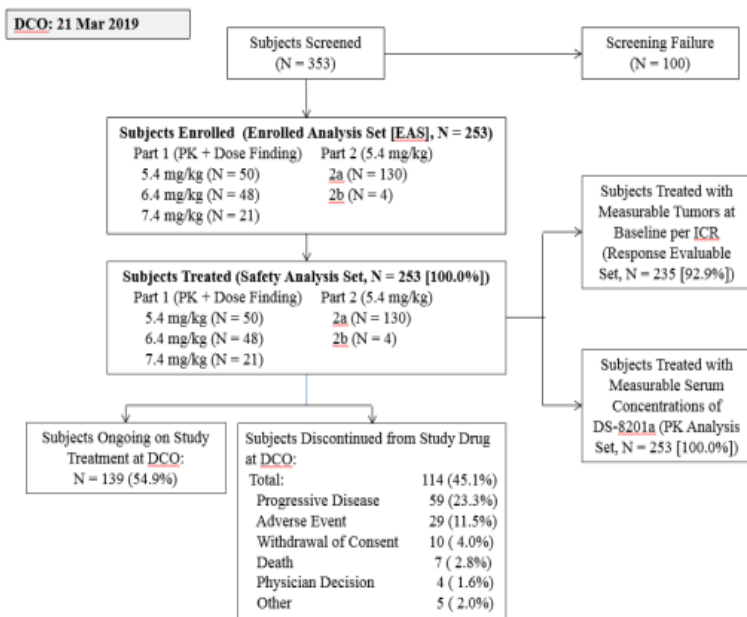 DCO: 21 Mar 2019
Subjects Screened
(N = 353)
Screening Failure
(N = 100)
Subjects Enrolled (Enrolled Analysis Set [EAS], N = 253)
Part 1 (PK + Dose Finding) Part 2 (5.4 mg/kg)
5.4 mg/kg (N = 50) 2a (N = 130)
6.4 mg/kg (N = 48) 2b (N = 4)
7.4 mg/kg (N = 21)
Subjects Treated with
Measurable Tumors at
Baseline per ICR
(Response Evaluable
Set, N = 235 [92.9%])
Subjects Treated (Safety Analysis Set, N = 253 [100.0%])
Part 1 (PK + Dose Finding) Part 2 (5.4 mg/kg)
5.4 mg/kg (N = 50) 2a (N = 130)
6.4 mg/kg (N = 48) 2b (N = 4)
7.4 mg/kg (N = 21)
Subjects Treated with
Measurable Serum
Concentrations of
DS-8201a (PK Analysis
Set, N = 253 [100.0%])
Subjects Ongoing on Study
Treatment at DCO:
N = 139 (54.9%)
Subjects Discontinued from Study Drug
at DCO:
Total: 114 (45.1%)
Progressive Disease 59 (23.3%)
Adverse Event 29 (11.5%)
Withdrawal of Consent 10 ( 4.0%)
Death 7 ( 2.8%)
Physician Decision 4 ( 1.6%)
Other 5 ( 2.0%)